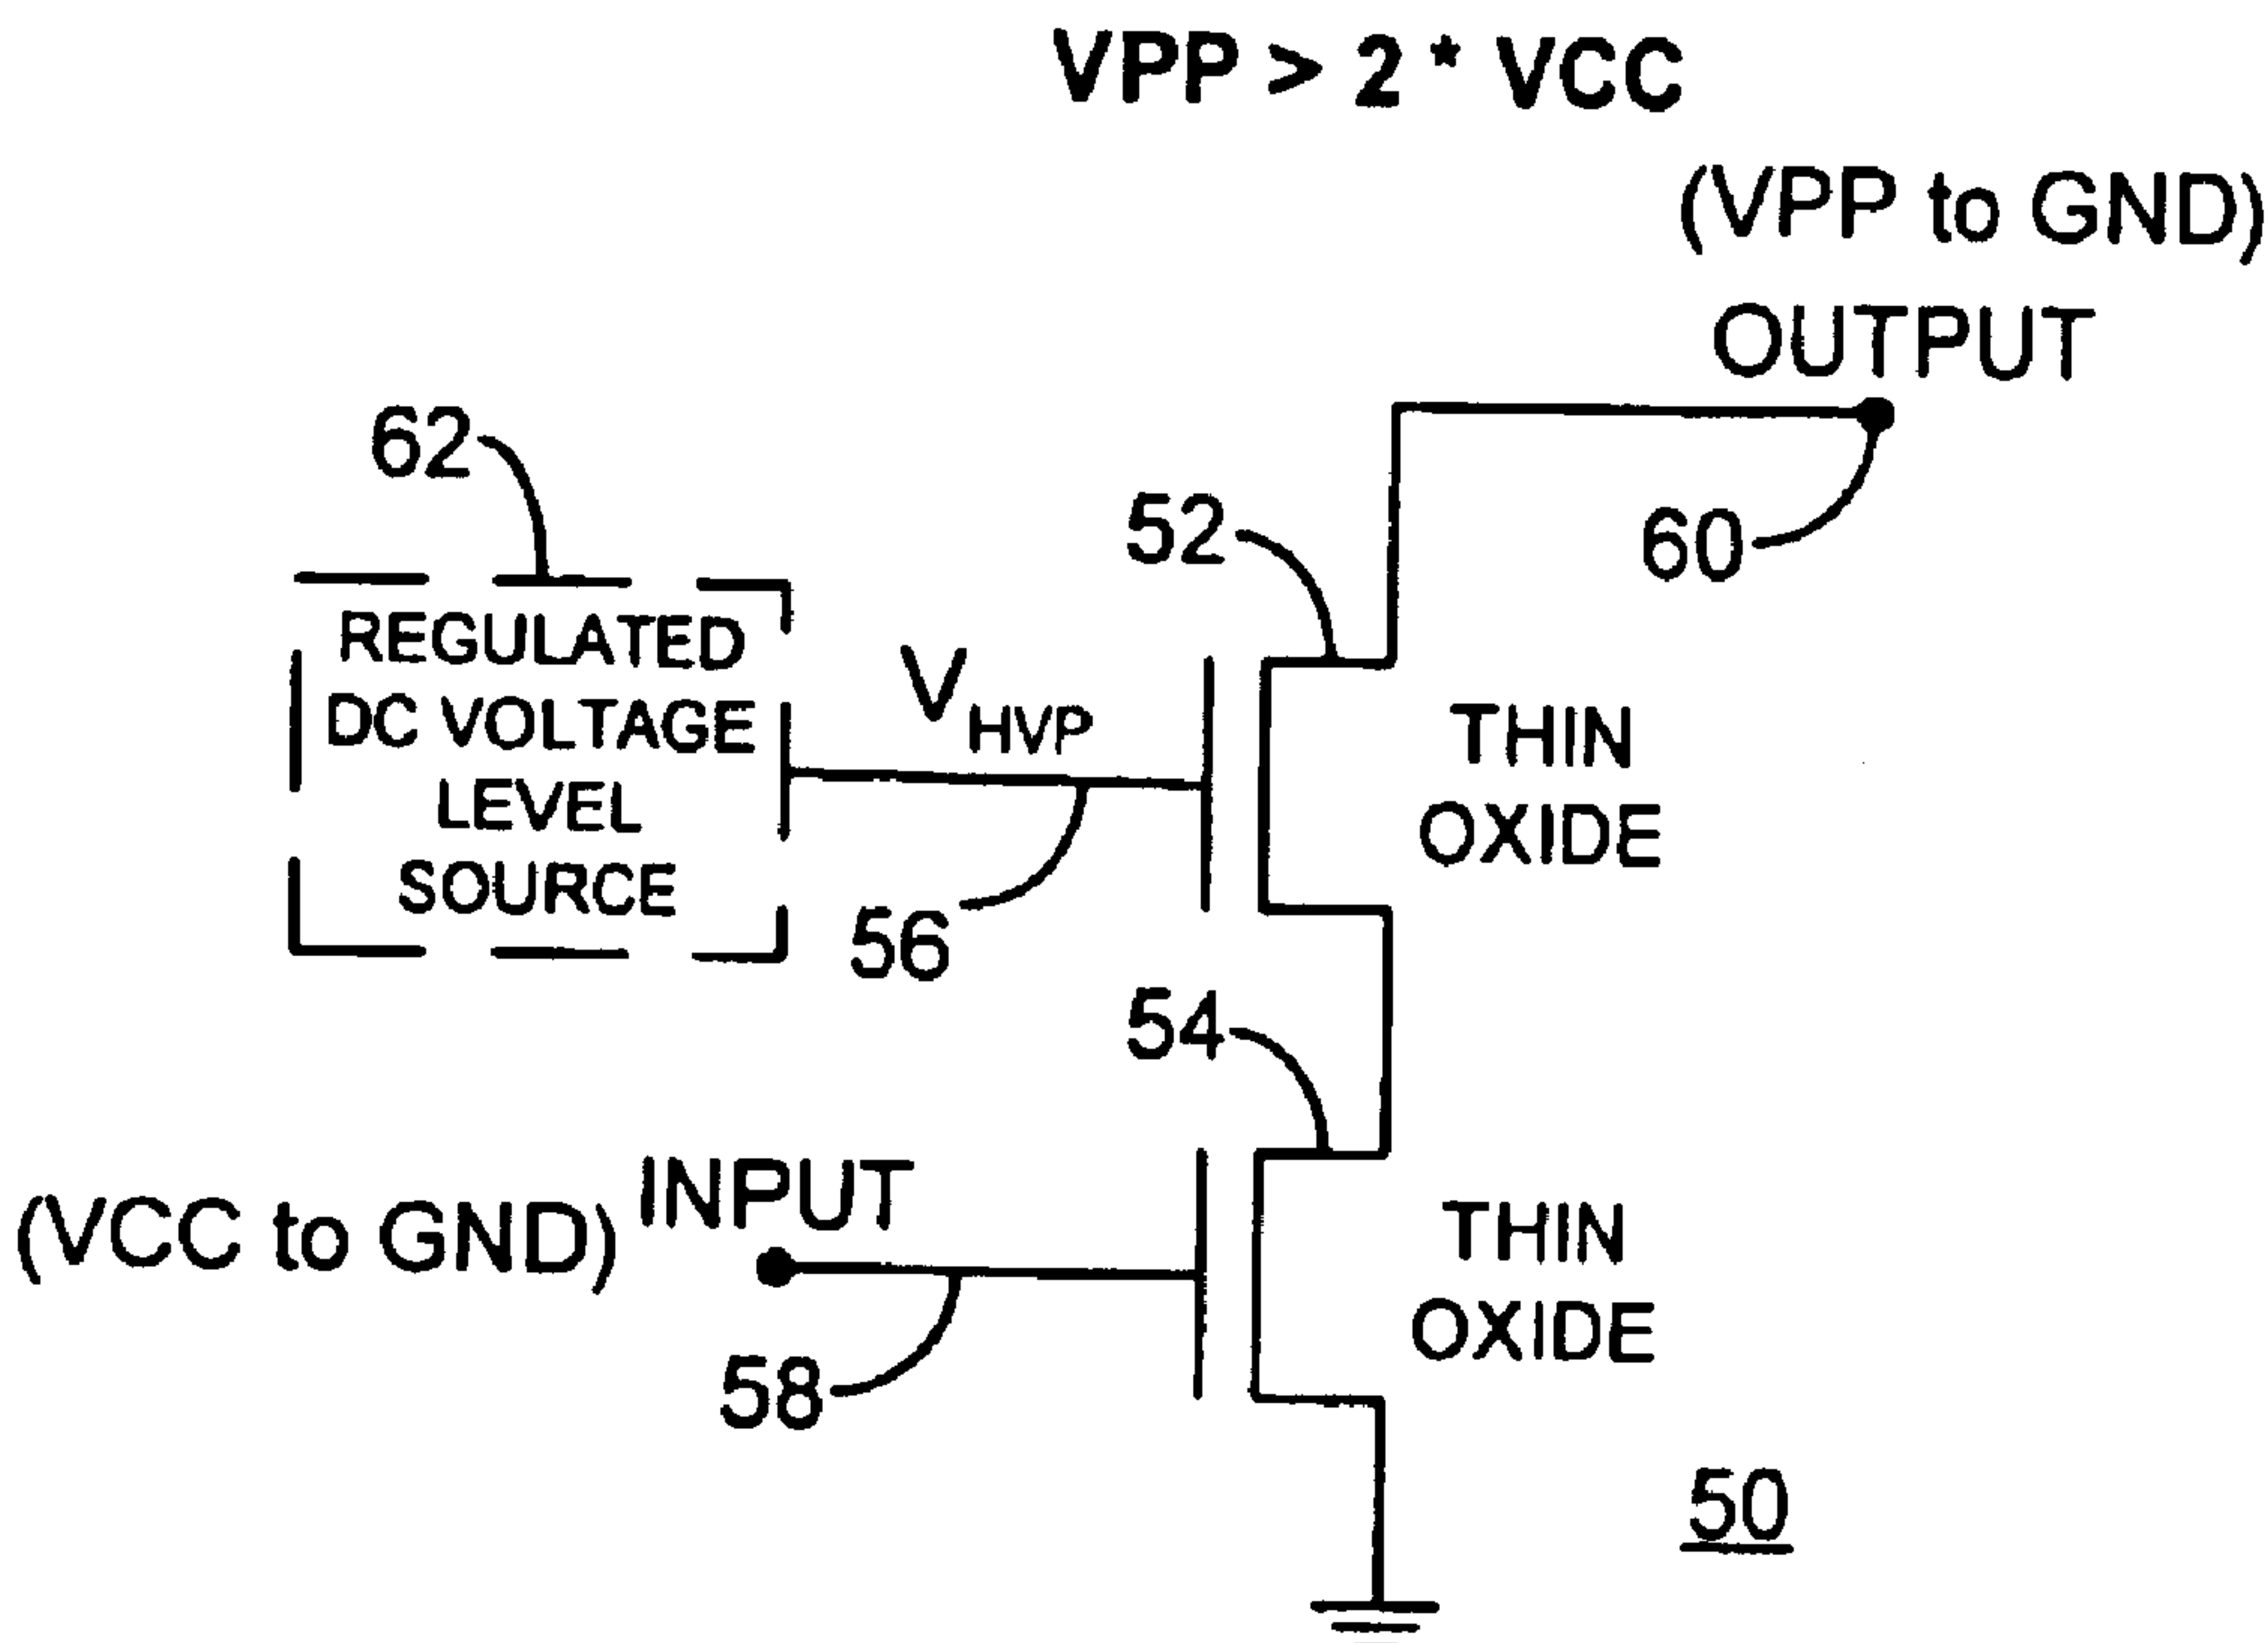 VPP > 2 * VCC
(VPP to GND)
OUTPUT
62
52
60
REGULATED
DC VOLTAGE
LEVEL
SOURCE
VHVP
THIN
OXIDE
56
54
INPUT
(VCC to GND)
THIN
OXIDE
58
50